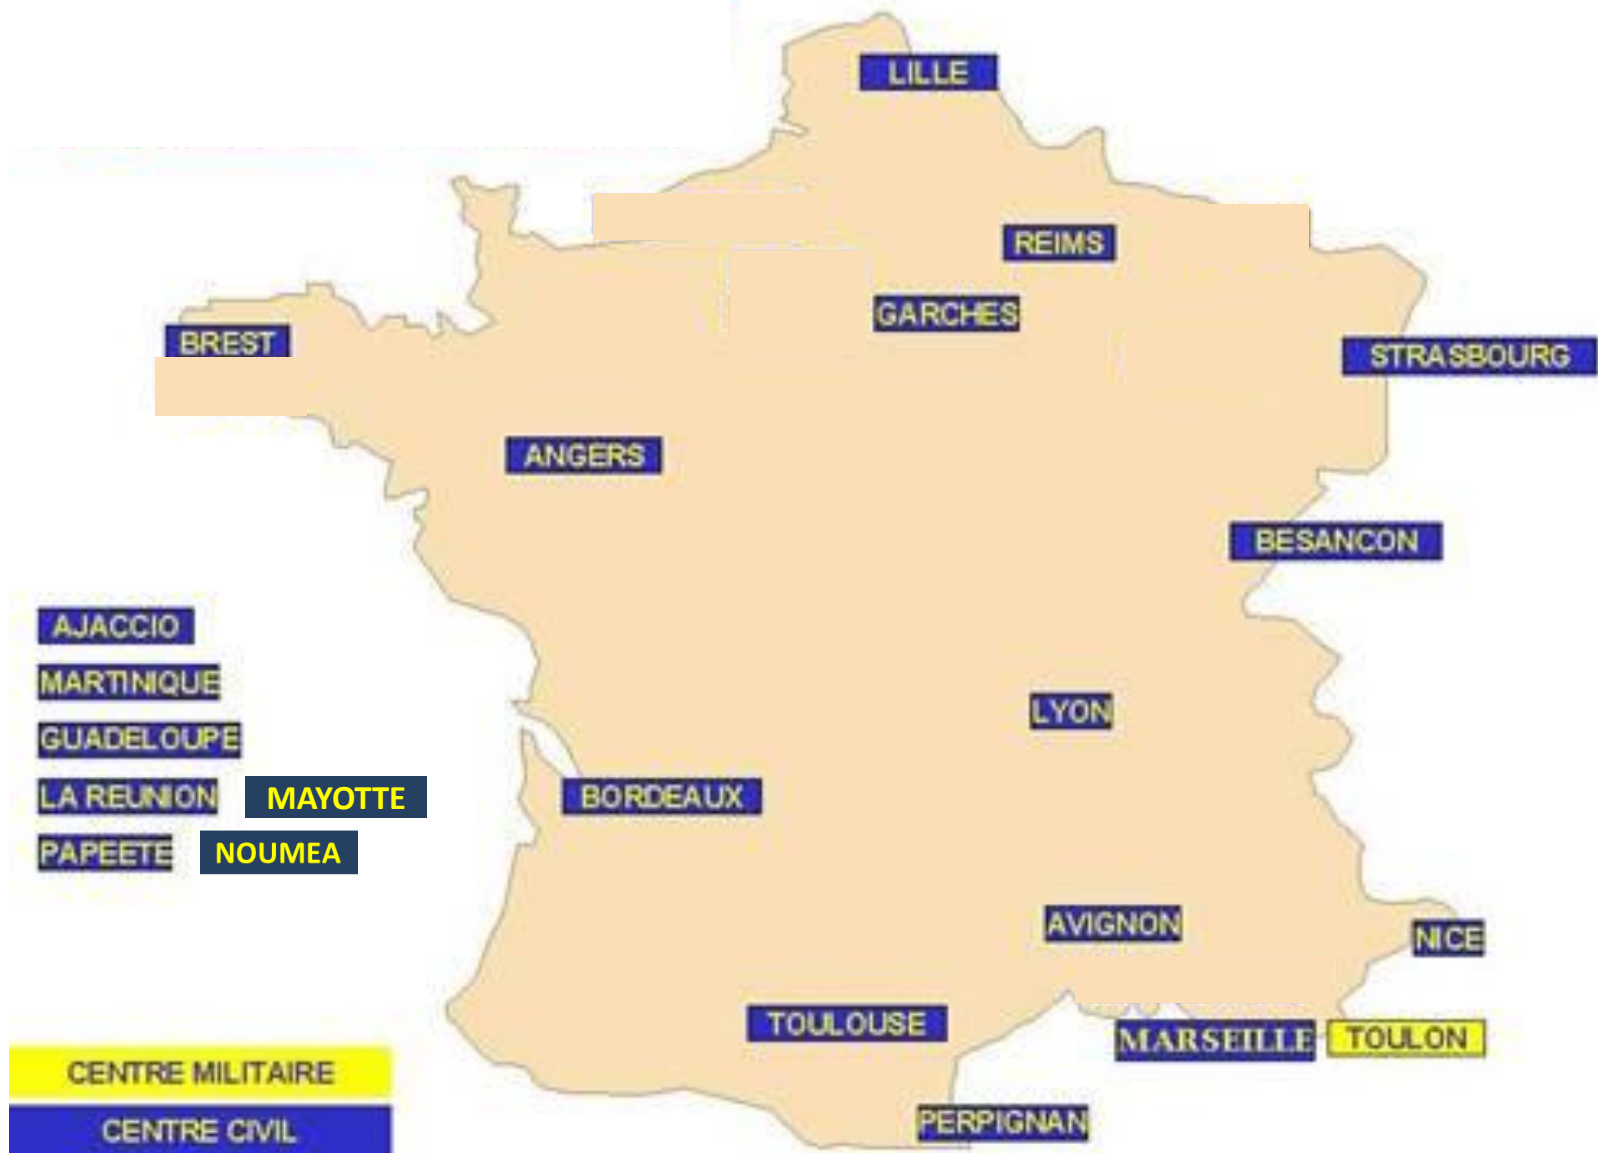 LILLE
REIMS
GARCHES
BREST
STRASBOURG
ANGERS
BESANCON
AJACCIO
MARTINIQUE
LYON
GUADELOUPE
LA REUNION
MAYOTTE
BORDEAUX
PAPEETE
NOUMEA
AVIGNON
NICE
TOULOUSE
MARSEILLE
TOULON
CENTRE MILITAIRE
PERPIGNAN
CENTRE CIVIL